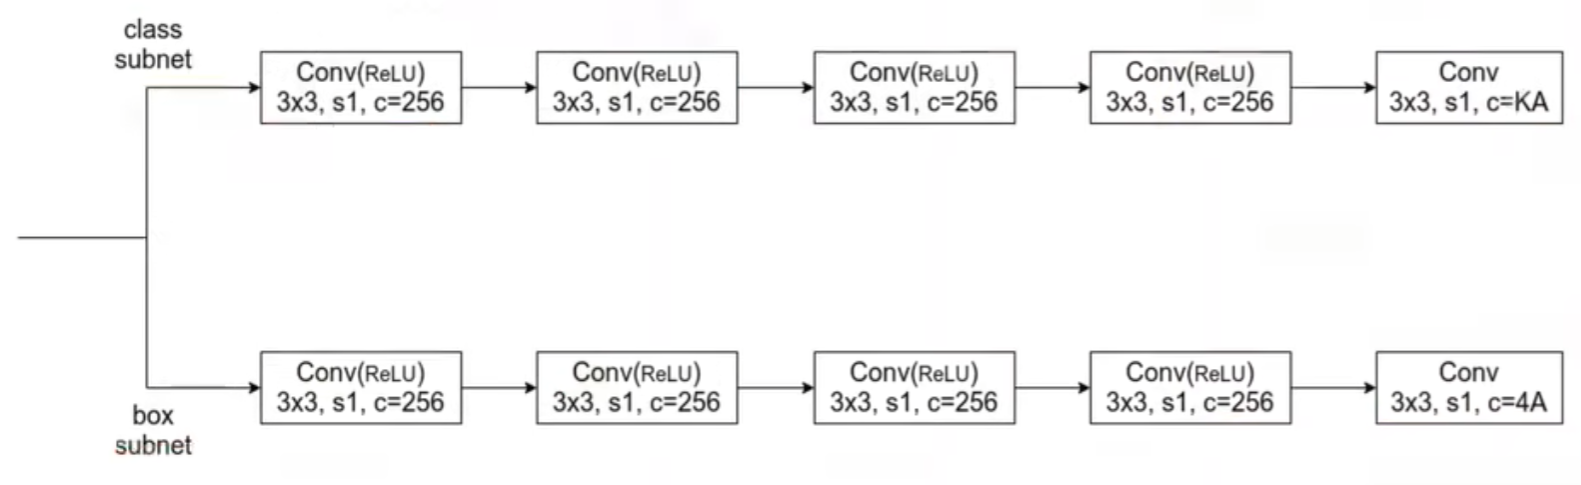 class
subnet
Conv(ReLU)
3x3, s1, c=256
Conv(ReLU)
3x3, s1, c=256
Conv(ReLU)
3x3, s1, c=256
Conv(ReLU)
3x3, s1, c=256
Conv
3x3, s1, c=KA
box
subnet
Conv(ReLU)
3x3, s1, c=256
Conv(ReLU)
3x3, s1, c=256
Conv(ReLU)
3x3, s1, c=256
Conv(ReLU)
3x3, s1, c=256
Conv
3x3, s1, c=4A